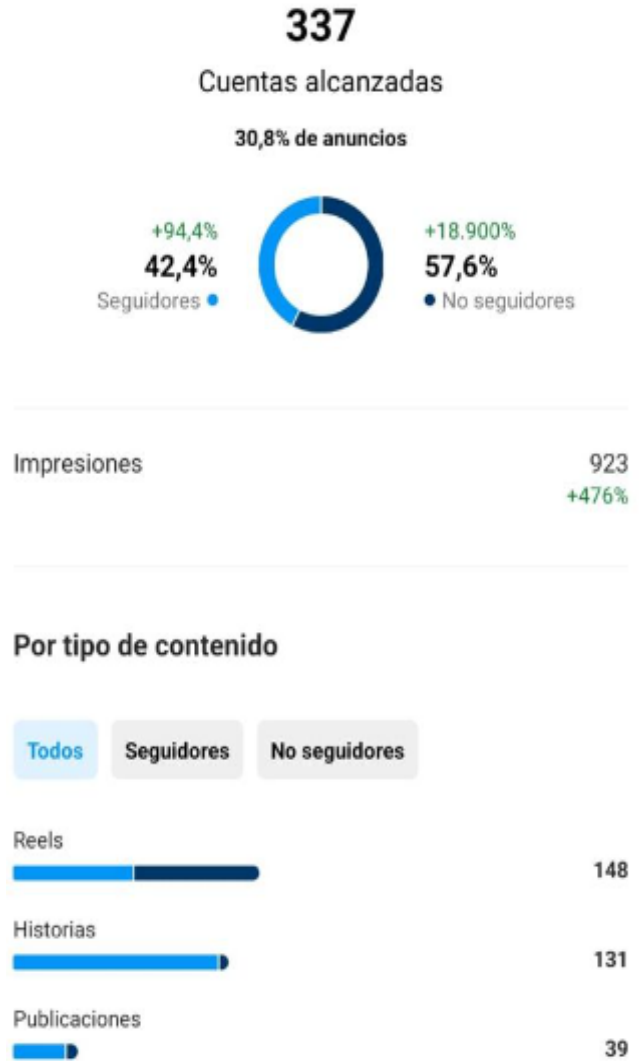 337
Cuentas alcanzadas
30,8% de anuncios
+94,4%
42,4%
Seguidores
+18.900%
57,6%
No seguidores
Impresiones 923
+476%
Por tipo de contenido
Todos Seguidores No seguidores
Reels
148
Historias
131
Publicaciones
39